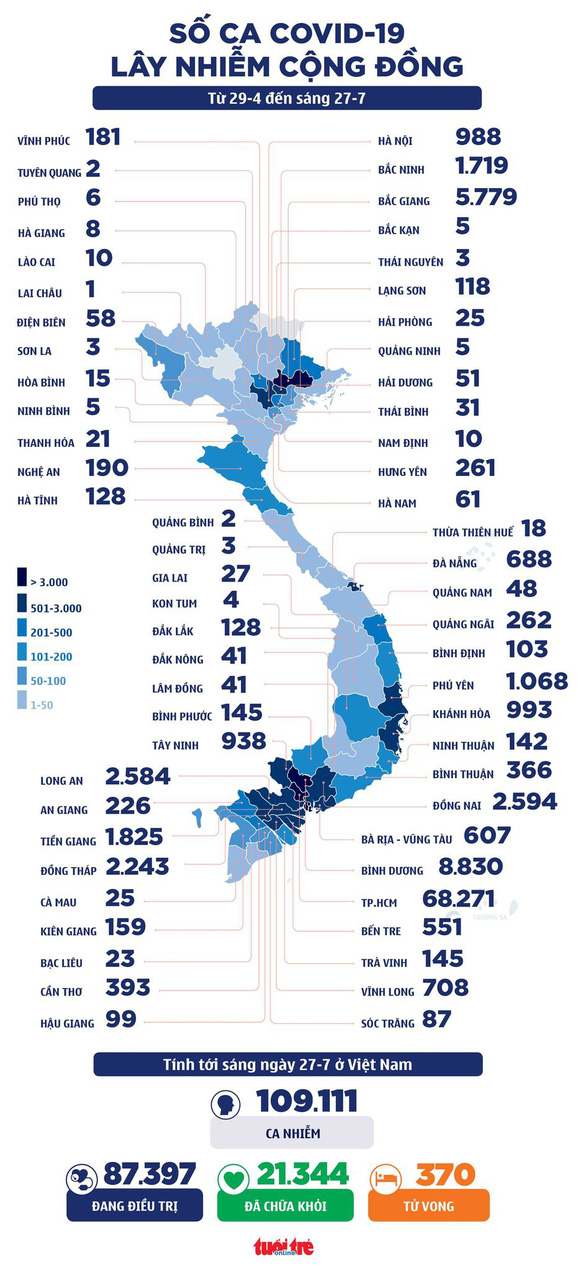 SỐ CA COVID-19
LÂY NHIỄM CỘNG ĐỒNG
Từ 29-4 đến sáng 27-7
VĨNH PHÚC 181
TUYÊN QUANG 2
PHÚ THỌ 6
HÀ GIANG 8
LÀO CAI 10
LAI CHÂU 1
ĐIỆN BIÊN 58
SƠN LA 3
HÒA BÌNH 15
NINH BÌNH 5
THANH HÓA 21
NGHỆ AN 190
HÀ TĨNH 128
HÀ NỘI 988
BẮC NINH 1.719
BẮC GIANG 5.779
BẮC KẠN 5
THÁI NGUYÊN 3
LẠNG SƠN 118
HẢI PHÒNG 25
QUẢNG NINH 5
HẢI DƯƠNG 51
THÁI BÌNH 31
NAM ĐỊNH 10
HƯNG YÊN 261
HÀ NAM 61
QUẢNG BÌNH 2
QUẢNG TRỊ 3
GIA LAI 27
KON TUM 4
ĐẮK LẮK 128
ĐẮK NÔNG 41
LÂM ĐỒNG 41
BÌNH PHƯỚC 145
TÂY NINH 938
THỪA THIÊN HUẾ 18
ĐÀ NẴNG 688
QUẢNG NAM 48
QUẢNG NGÃI 262
BÌNH ĐỊNH 103
PHÚ YÊN 1.068
KHÁNH HÒA 993
NINH THUẬN 142
BÌNH THUẬN 366
ĐỒNG NAI 2.594
> 3.000
501-3.000
201-500
101-200
50-100
1-50
LONG AN 2.584
AN GIANG 226
TIỀN GIANG 1.825
ĐỒNG THÁP 2.243
CÀ MAU 25
KIÊN GIANG 159
BẠC LIÊU 23
CẦN THƠ 393
HẬU GIANG 99
BÀ RỊA - VŨNG TÀU 607
BÌNH DƯƠNG 8.830
TP.HCM 68.271
BẾN TRE 551
TRÀ VINH 145
VĨNH LONG 708
SÓC TRĂNG 87
TRƯỜNG SA
Tính tới sáng ngày 27-7 ở Việt Nam
109.111
CA NHIỄM
87.397
ĐANG ĐIỀU TRỊ
21.344
ĐÃ CHỮA KHỎI
370
TỬ VONG
tuổi trẻ
online